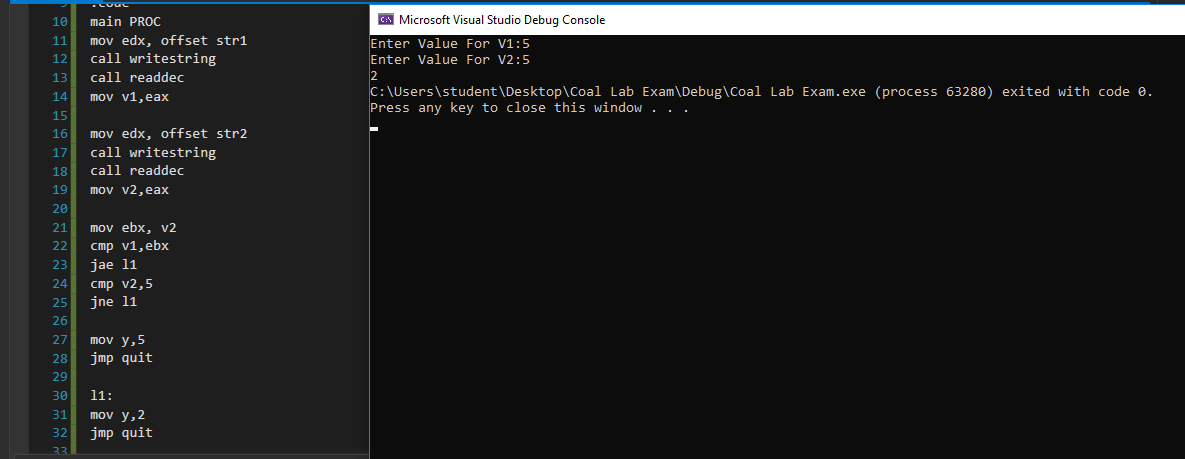 9 .code
10 main PROC
11 mov edx, offset str1
12 call writestring
13 call readdec
14 mov v1,eax
15
16 mov edx, offset str2
17 call writestring
18 call readdec
19 mov v2,eax
20
21 mov ebx, v2
22 cmp v1,ebx
23 jae l1
24 cmp v2,5
25 jne l1
26
27 mov y,5
28 jmp quit
29
30 l1:
31 mov y,2
32 jmp quit
33
Microsoft Visual Studio Debug Console
Enter Value For V1:5
Enter Value For V2:5
2
C:\Users\student\Desktop\Coal Lab Exam\Debug\Coal Lab Exam.exe (process 63280) exited with code 0.
Press any key to close this window . . .